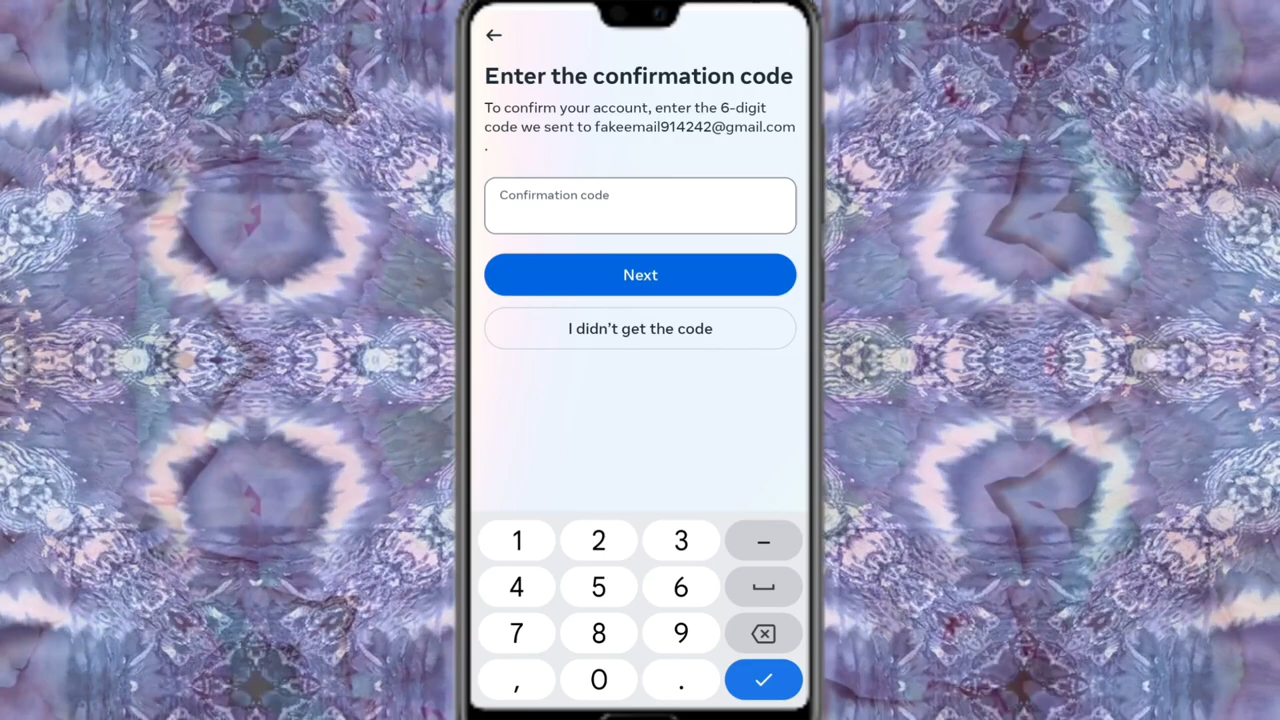 Enter the confirmation code
To confirm your account, enter the 6-digit
code we sent to fakeemail914242@gmail.com
.
Confirmation code
Next
I didn’t get the code
1 2 3 –
4 5 6
7 8 9
, 0 .